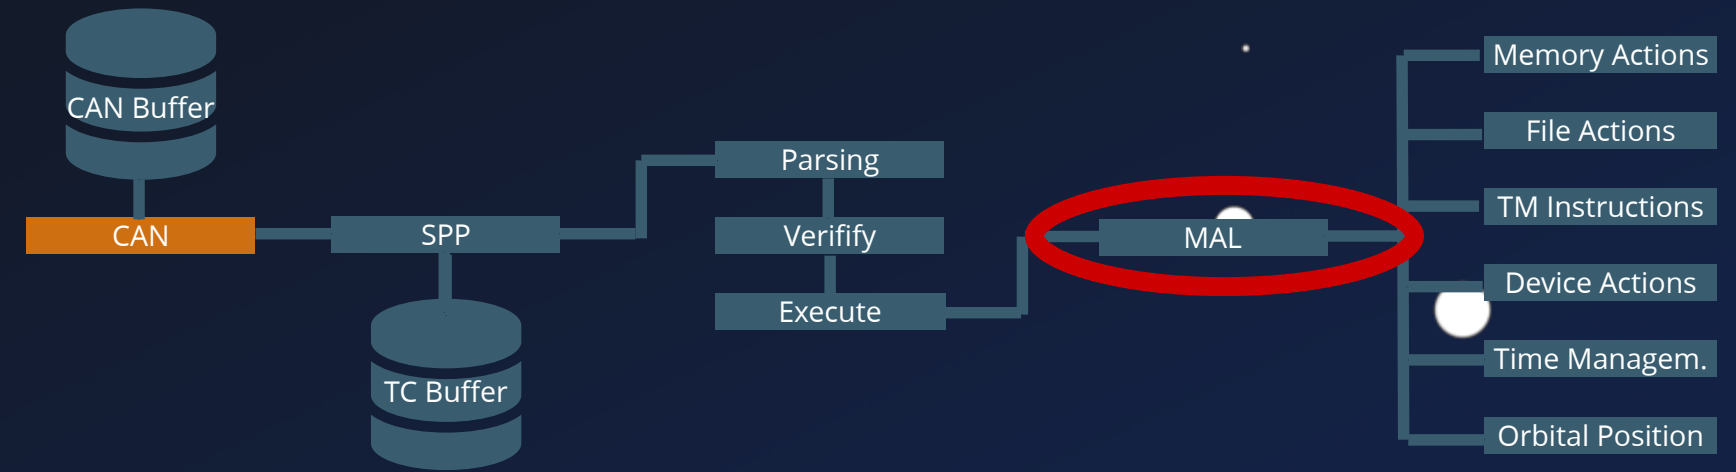 CAN Buffer
CAN
SPP
TC Buffer
Parsing
Verifify
Execute
MAL
Memory Actions
File Actions
TM Instructions
Device Actions
Time Managem.
Orbital Position